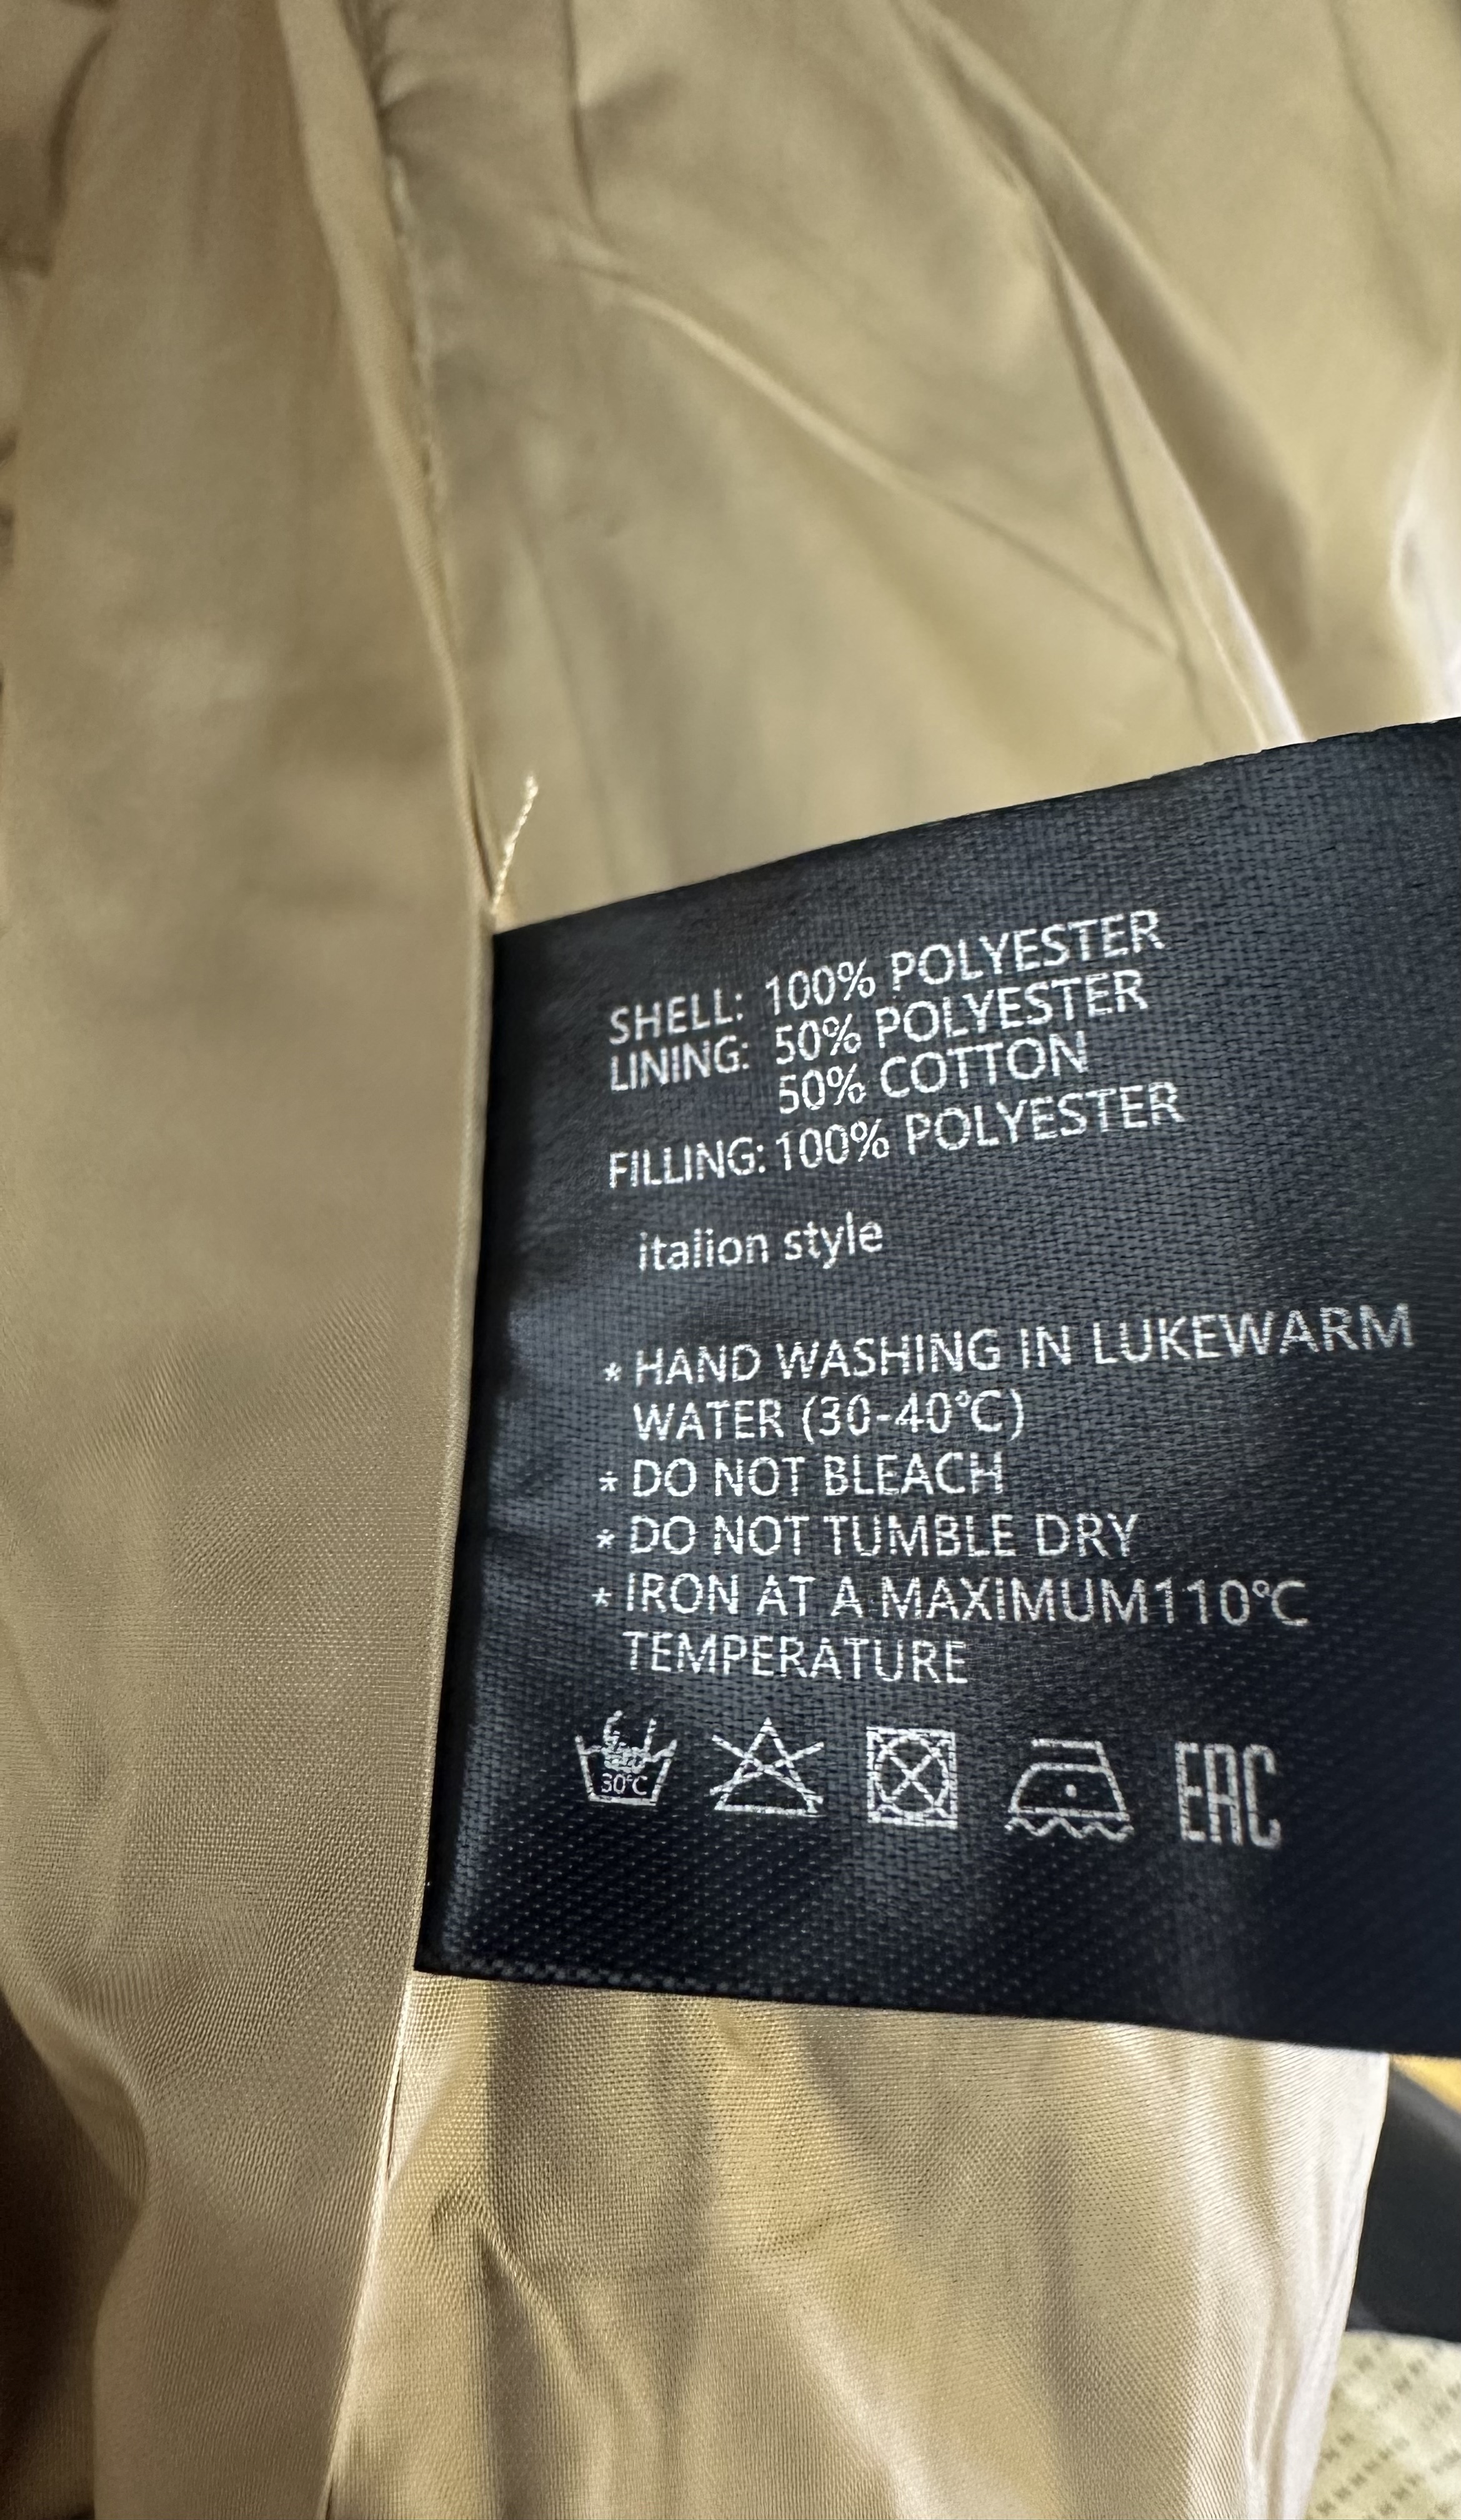 SHELL: 100% POLYESTER
LINING: 50% POLYESTER
50% COTTON
FILLING: 100% POLYESTER
italion style
* HAND WASHING IN LUKEWARM
WATER (30-40℃)
* DO NOT BLEACH
* DO NOT TUMBLE DRY
* IRON AT A MAXIMUM110℃
TEMPERATURE
30℃ EAC